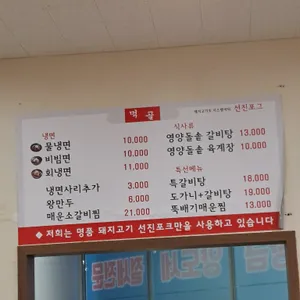 먹골
선진포크
냉면
물냉면 10,000
비빔면 10,000
회냉면 11,000
냉면사리추가 3,000
왕만두 6,000
매운소갈비찜 21,000
식사류
영양돌솥 갈비탕 13,000
영양돌솥 육계장 10,000
특선메뉴
특갈비탕 18,000
도가니+갈비탕 19,000
뚝배기매운찜 13,000
◆ 저희는 명품 돼지고기 선진포크만을 사용하고 있습니다